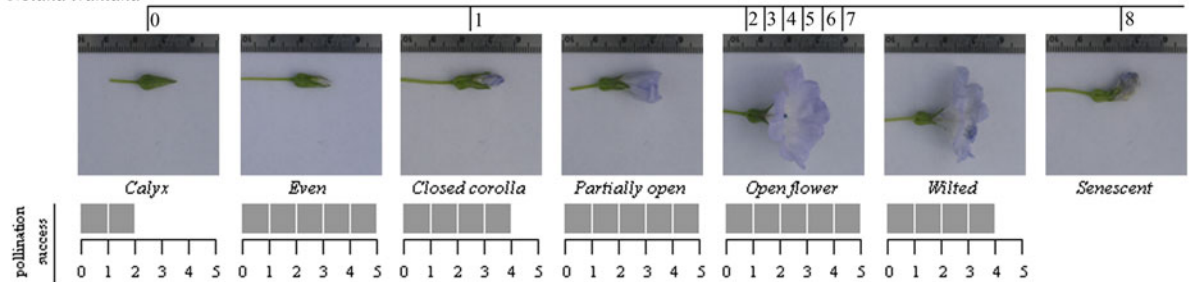 0 1 2 3 4 5 6 7 8
Calyx Even Closed corolla Partially open Open flower Wilted Senescent
pollination
success
0 1 2 3 4 5 0 1 2 3 4 5 0 1 2 3 4 5 0 1 2 3 4 5 0 1 2 3 4 5 0 1 2 3 4 5